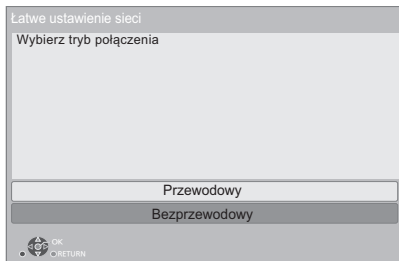 Łatwe ustawienie sieci
Wybierz tryb połączenia
Przewodowy
Bezprzewodowy
OK
RETURN